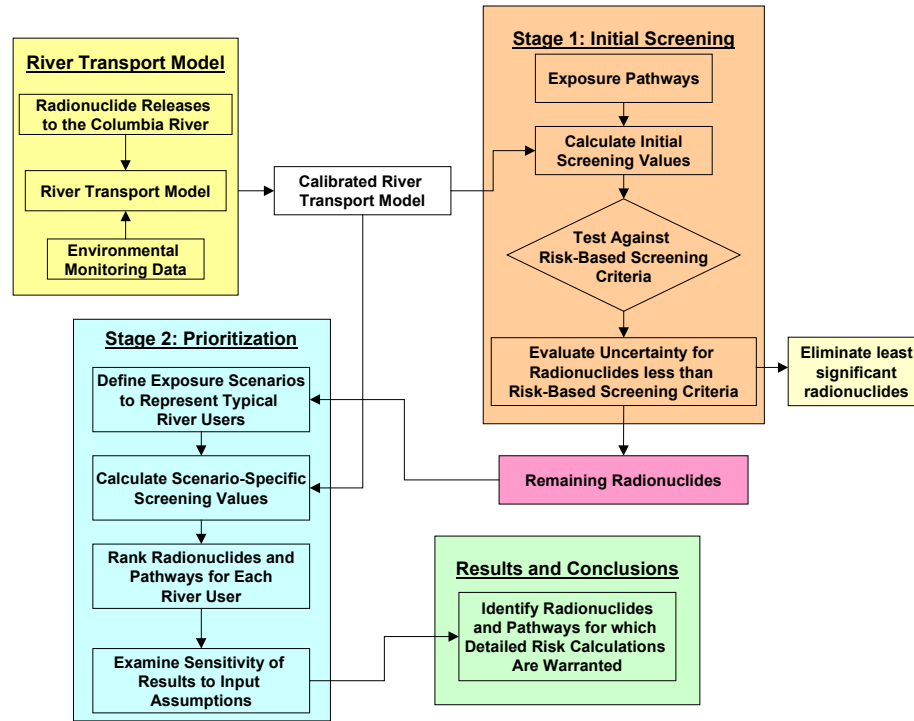 River Transport Model
Radionuclide Releases
to the Columbia River
River Transport Model
Environmental
Monitoring Data
Calibrated River
Transport Model
Stage 1: Initial Screening
Exposure Pathways
Calculate Initial
Screening Values
Test Against
Risk-Based Screening
Criteria
Evaluate Uncertainty for
Radionuclides less than
Risk-Based Screening Criteria
Eliminate least
significant
radionuclides
Remaining Radionuclides
Stage 2: Prioritization
Define Exposure Scenarios
to Represent Typical
River Users
Calculate Scenario-Specific
Screening Values
Rank Radionuclides and
Pathways for Each
River User
Examine Sensitivity of
Results to Input
Assumptions
Results and Conclusions
Identify Radionuclides
and Pathways for which
Detailed Risk Calculations
Are Warranted